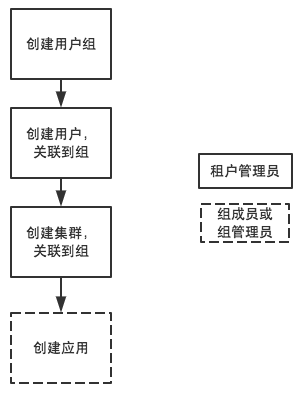 创建用户组
创建用户，
关联到组
租户管理员
创建集群，
关联到组
组成员或
组管理员
创建应用